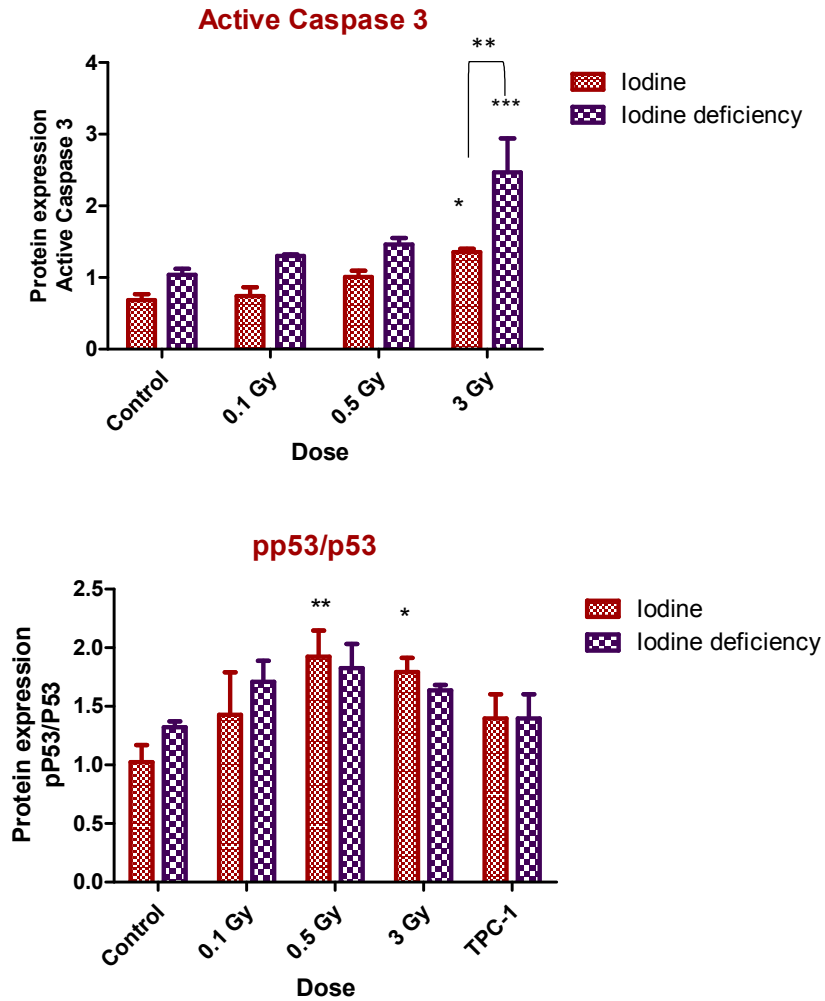 Active Caspase 3
Protein expression
Active Caspase 3
4
3
2
1
0
**
***
*
Iodine
Iodine deficiency
Control
0.1 Gy
0.5 Gy
3 Gy
Dose
pp53/p53
Protein expression
pP53/P53
2.5
2.0
1.5
1.0
0.5
0.0
**
*
Iodine
Iodine deficiency
Control
0.1 Gy
0.5 Gy
3 Gy
TPC-1
Dose